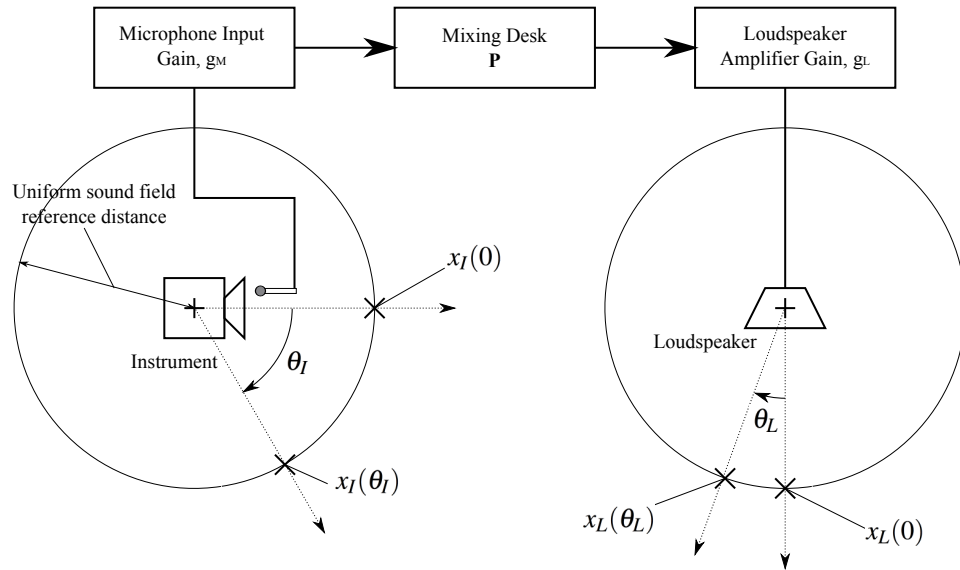 Microphone Input
Gain, gM
Mixing Desk
P
Loudspeaker
Amplifier Gain, gL
Uniform sound field
reference distance
xI(0)
Instrument
θI
xI(θI)
Loudspeaker
θL
xL(θL)
xL(0)